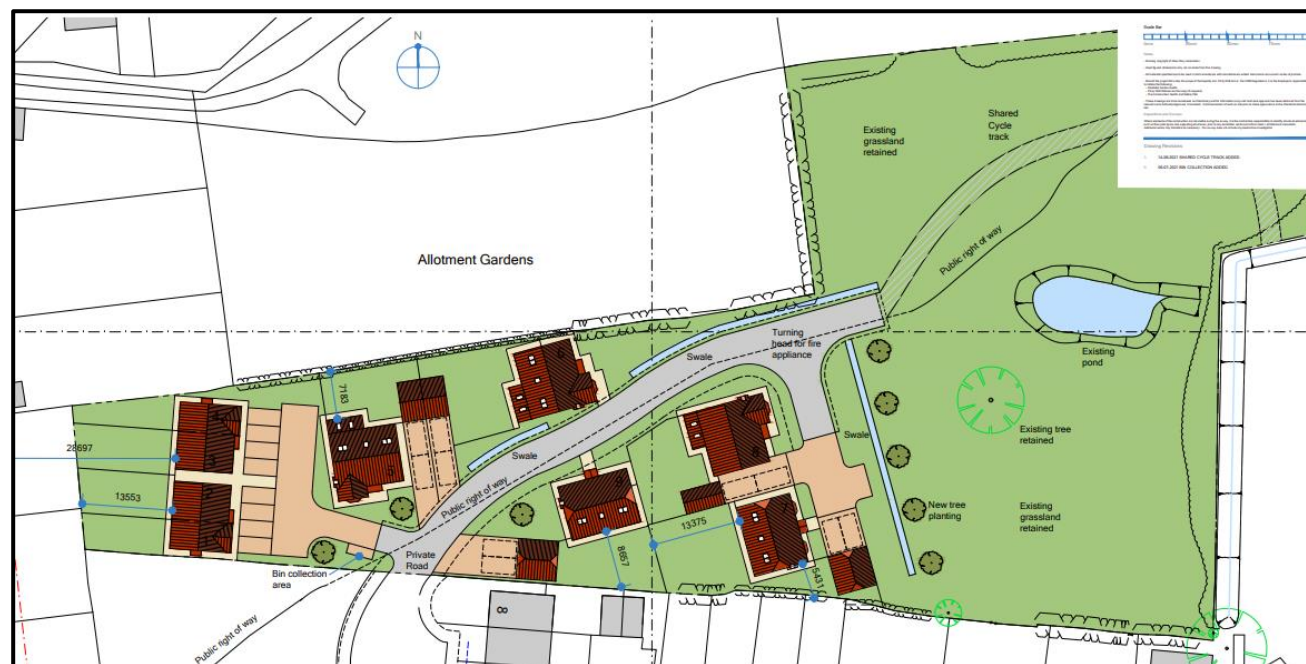 N
Existing
grassland
retained
Shared
Cycle
track
Public right of way
Allotment Gardens
Turning
head for fire
appliance
Swale
Existing
pond
7183
28697
13553
Swale
Existing tree
retained
Swale
Public right of way
13375
New tree
planting
Existing
grassland
retained
Private
Road
8657
5431
Bin collection
area
8
Public right of way
Scale Bar
Drawing Revisions
SHARED CYCLE TRACK ADDED
BIN COLLECTION ADDED